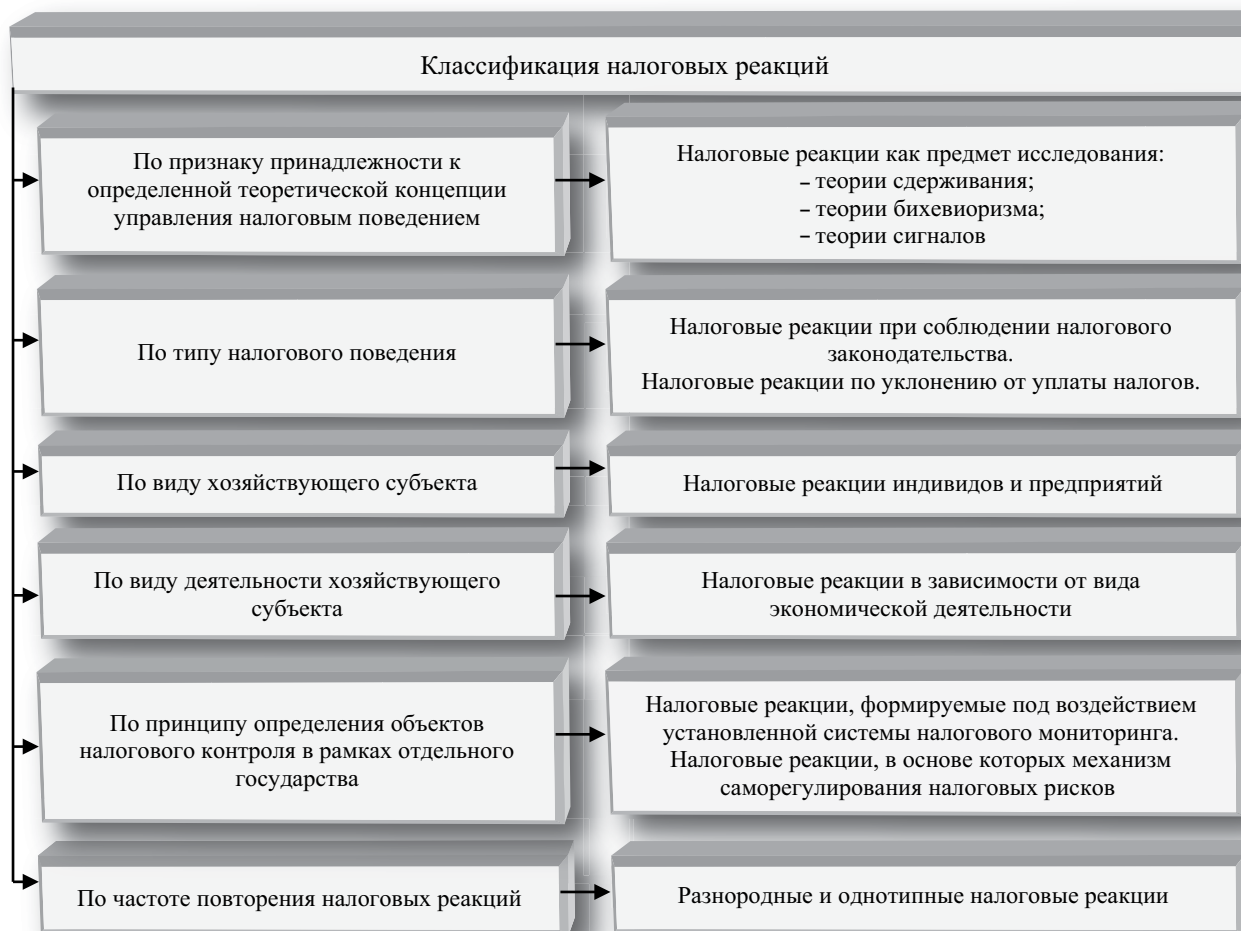 Классификация налоговых реакций
По признаку принадлежности к
определенной теоретической концепции
управления налоговым поведением
Налоговые реакции как предмет исследования:
– теории сдерживания;
– теории бихевиоризма;
– теории сигналов
По типу налогового поведения
Налоговые реакции при соблюдении налогового
законодательства.
Налоговые реакции по уклонению от уплаты налогов.
По виду хозяйствующего субъекта
Налоговые реакции индивидов и предприятий
По виду деятельности хозяйствующего
субъекта
Налоговые реакции в зависимости от вида
экономической деятельности
По принципу определения объектов
налогового контроля в рамках отдельного
государства
Налоговые реакции, формируемые под воздействием
установленной системы налогового мониторинга.
Налоговые реакции, в основе которых механизм
саморегулирования налоговых рисков
По частоте повторения налоговых реакций
Разнородные и однотипные налоговые реакции